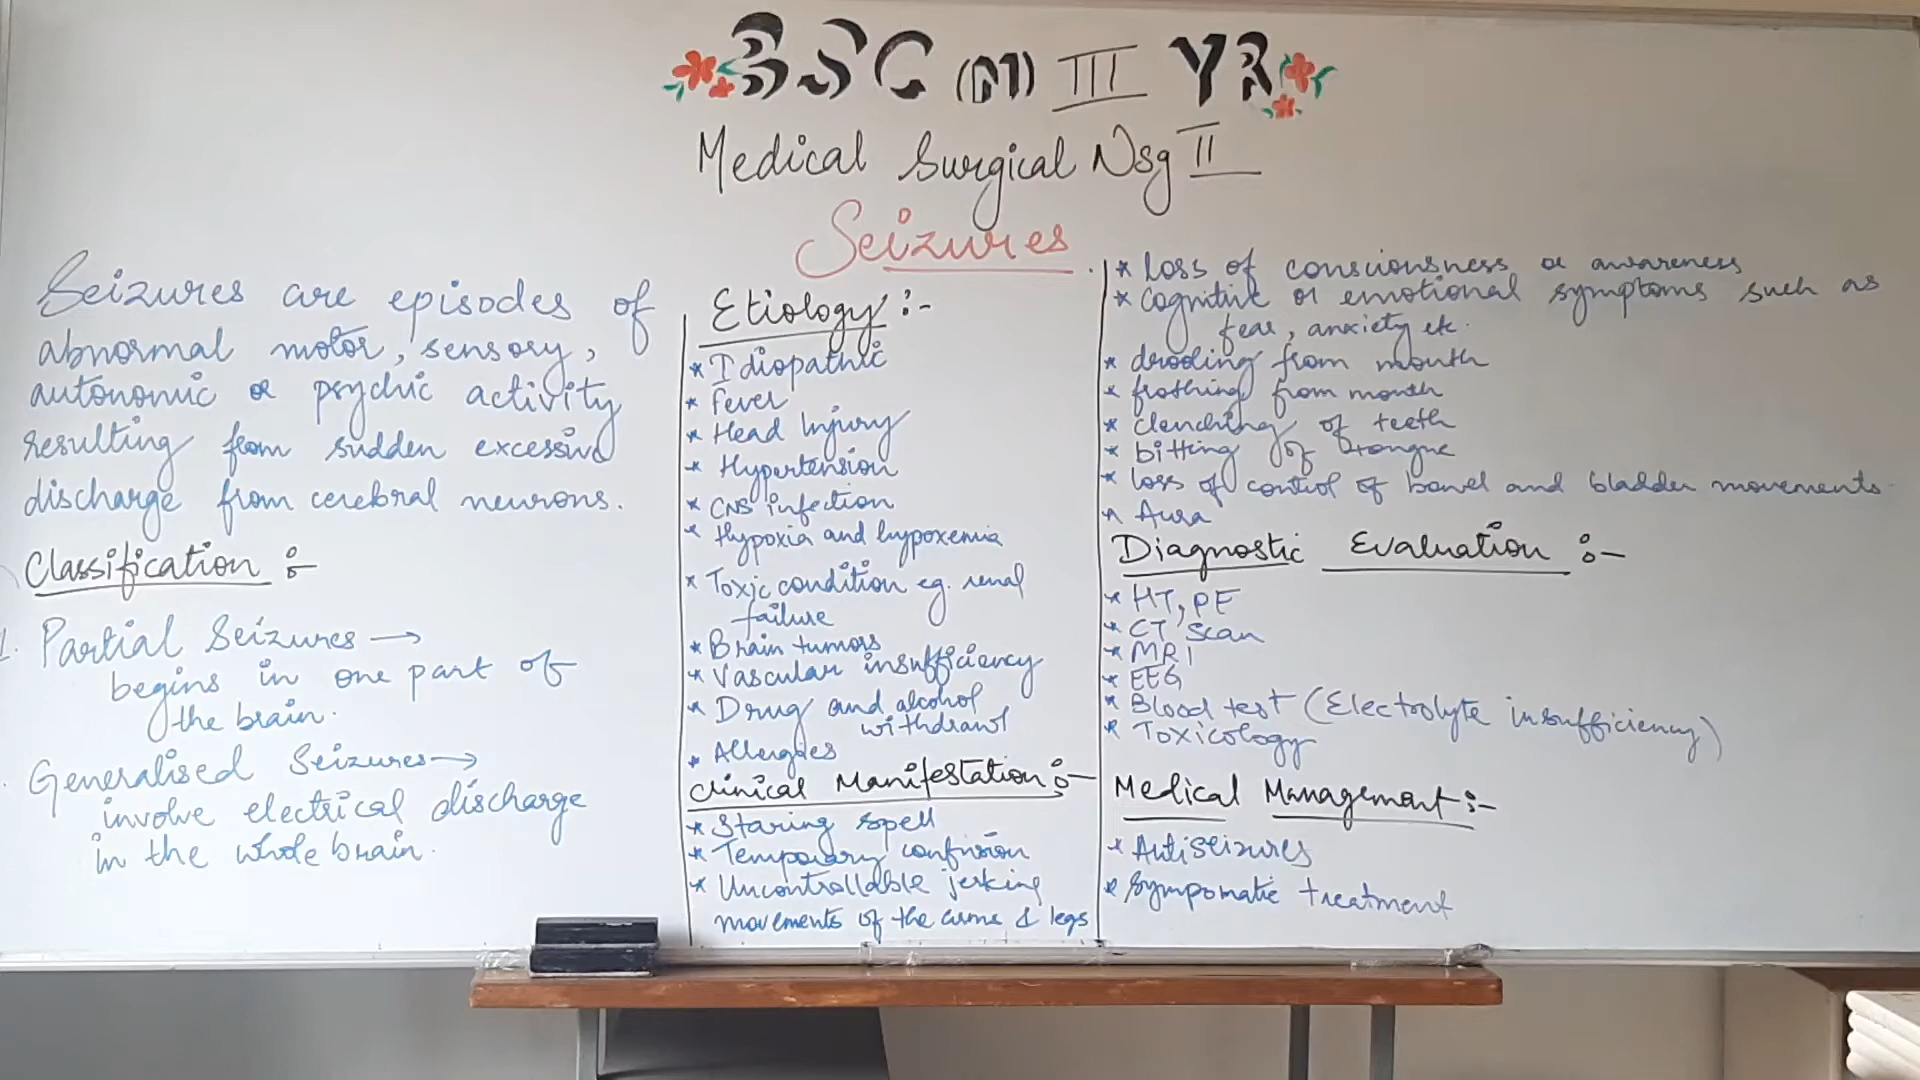 BSC (N) III YR
Medical Surgical Nsg II
Seizures
Seizures are episodes of
abnormal motor, sensory,
autonomic or psychic activity
resulting from sudden excessive
discharge from cerebral neurons.
Classification :-
1. Partial Seizures →
begins in one part of
the brain.
Generalised Seizures →
involve electrical discharge
in the whole brain.
Etiology :-
* Idiopathic
* Fever
* Head Injury
* Hypertension
* CNS infection
* Hypoxia and hypoxemia
* Toxic condition eg. renal
failure
* Brain tumors
* Vascular insufficiency
* Drug and alcohol
withdrawl
* Allergies
Clinical Manifestation :-
* Staring spell
* Temporary confusion
* Uncontrollable jerking
movements of the arms & legs
* Loss of consciousness or awareness
* Cognitive or emotional symptoms such as
fear, anxiety etc.
* drooling from mouth
* frothing from mouth
* clenching of teeth
* bitting of tongue
* loss of control of bowel and bladder movements.
* Aura
Diagnostic Evaluation :-
* HT, PE
* CT Scan
* MRI
* EEG
* Blood test (Electrolyte insufficiency)
* Toxicology
Medical Management :-
* Antiseizures
* Sympomatic treatment